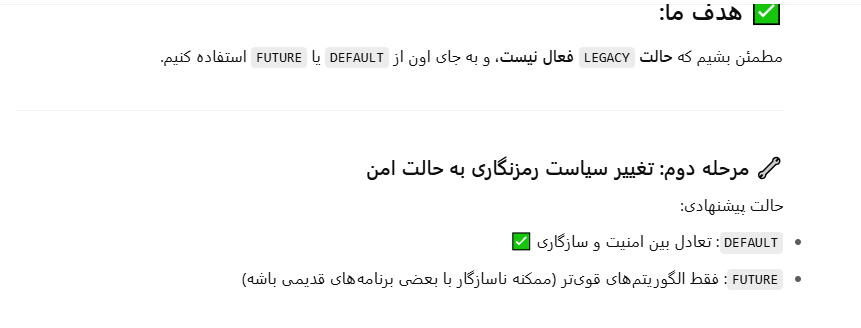 ✅ هدف ما:
مطمئن بشیم که حالت LEGACY فعال نیست، و به جای اون از DEFAULT یا FUTURE استفاده کنیم.
🔧 مرحله دوم: تغییر سیاست رمزنگاری به حالت امن
حالت پیشنهادی:
• DEFAULT: تعادل بین امنیت و سازگاری ✅
• FUTURE: فقط الگوریتم‌های قوی‌تر (ممکنه ناسازگار با بعضی برنامه‌های قدیمی باشه)